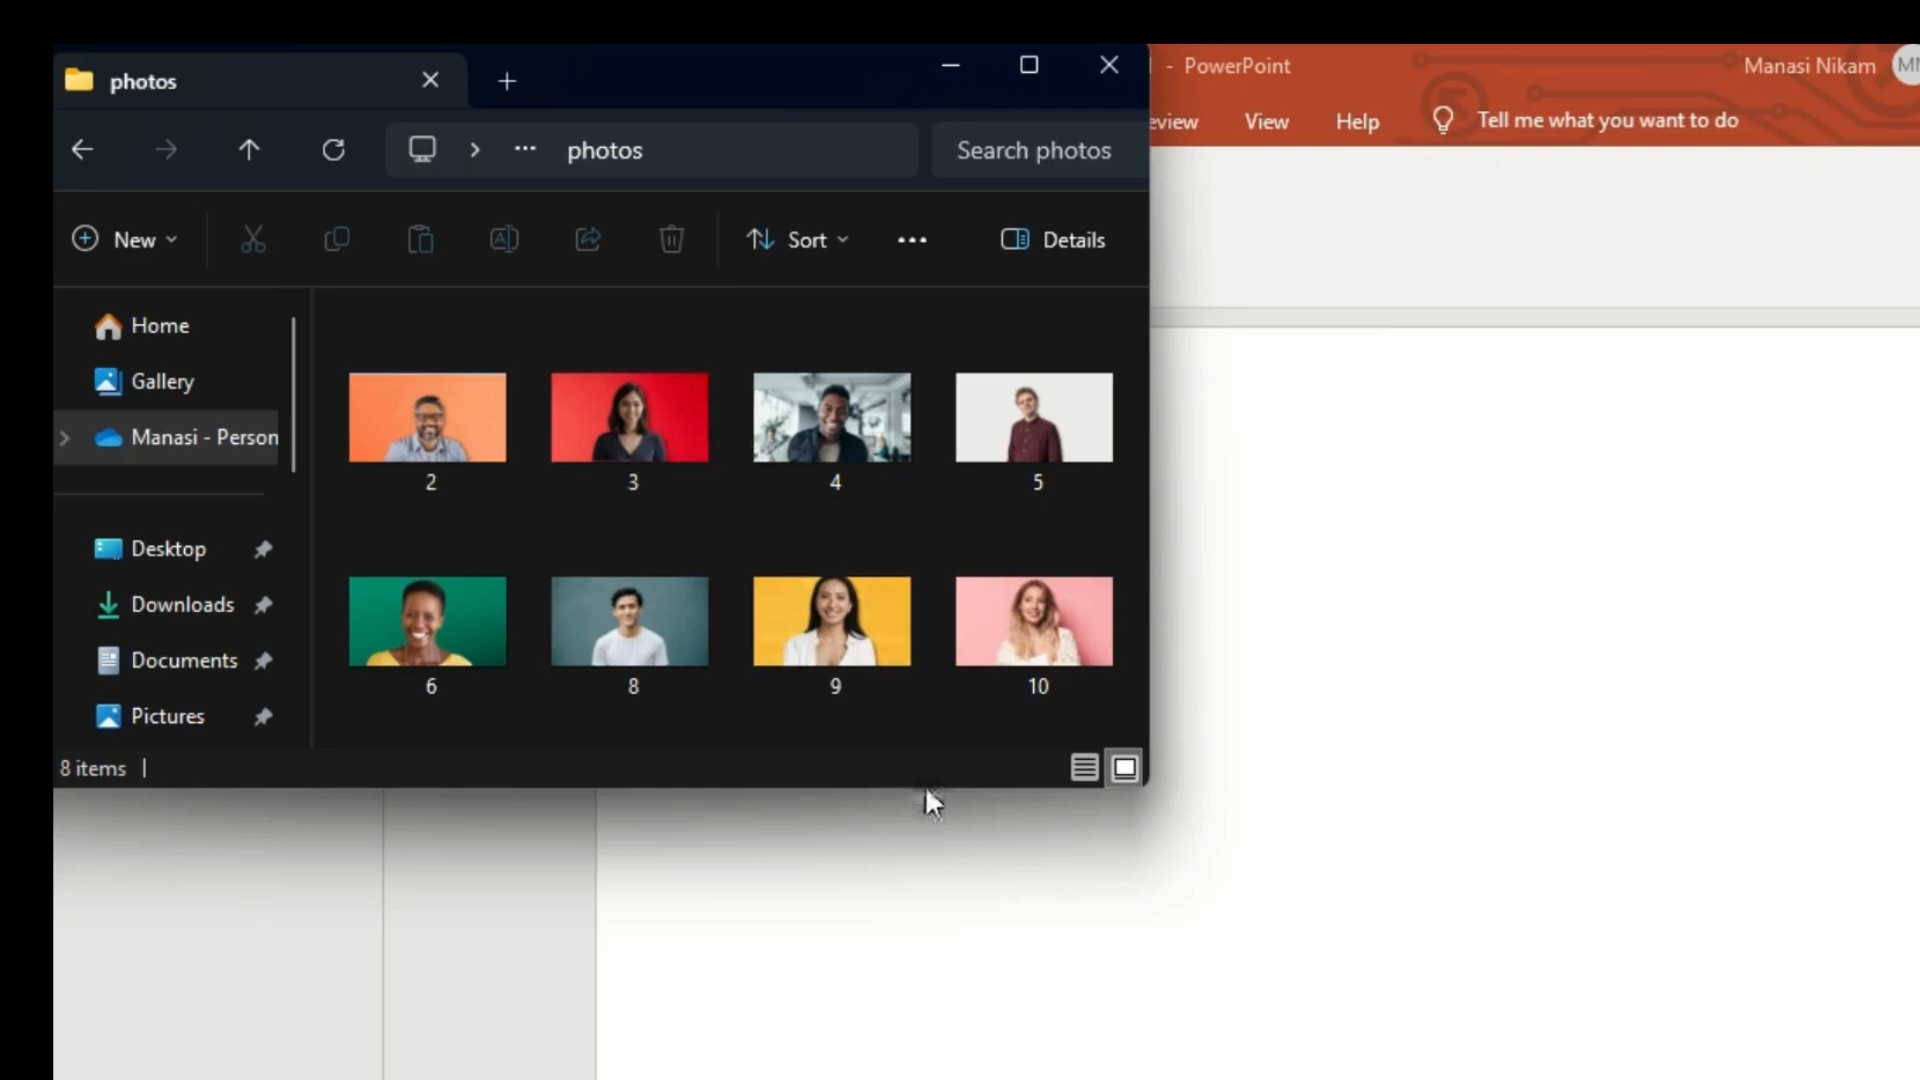 photos
- PowerPoint
Manasi Nikam
MN
eview
View
Help
Tell me what you want to do
photos
Search photos
New
Sort
Details
Home
Gallery
Manasi - Person
Desktop
Downloads
Documents
Pictures
2
3
4
5
6
8
9
10
8 items